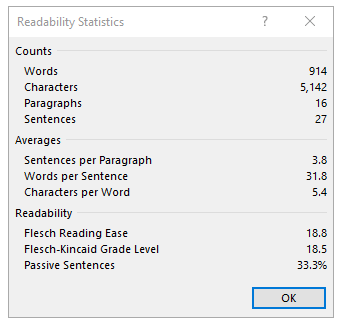 Readability Statistics ? ×
Counts
Words 914
Characters 5,142
Paragraphs 16
Sentences 27
Averages
Sentences per Paragraph 3.8
Words per Sentence 31.8
Characters per Word 5.4
Readability
Flesch Reading Ease 18.8
Flesch-Kincaid Grade Level 18.5
Passive Sentences 33.3%
OK